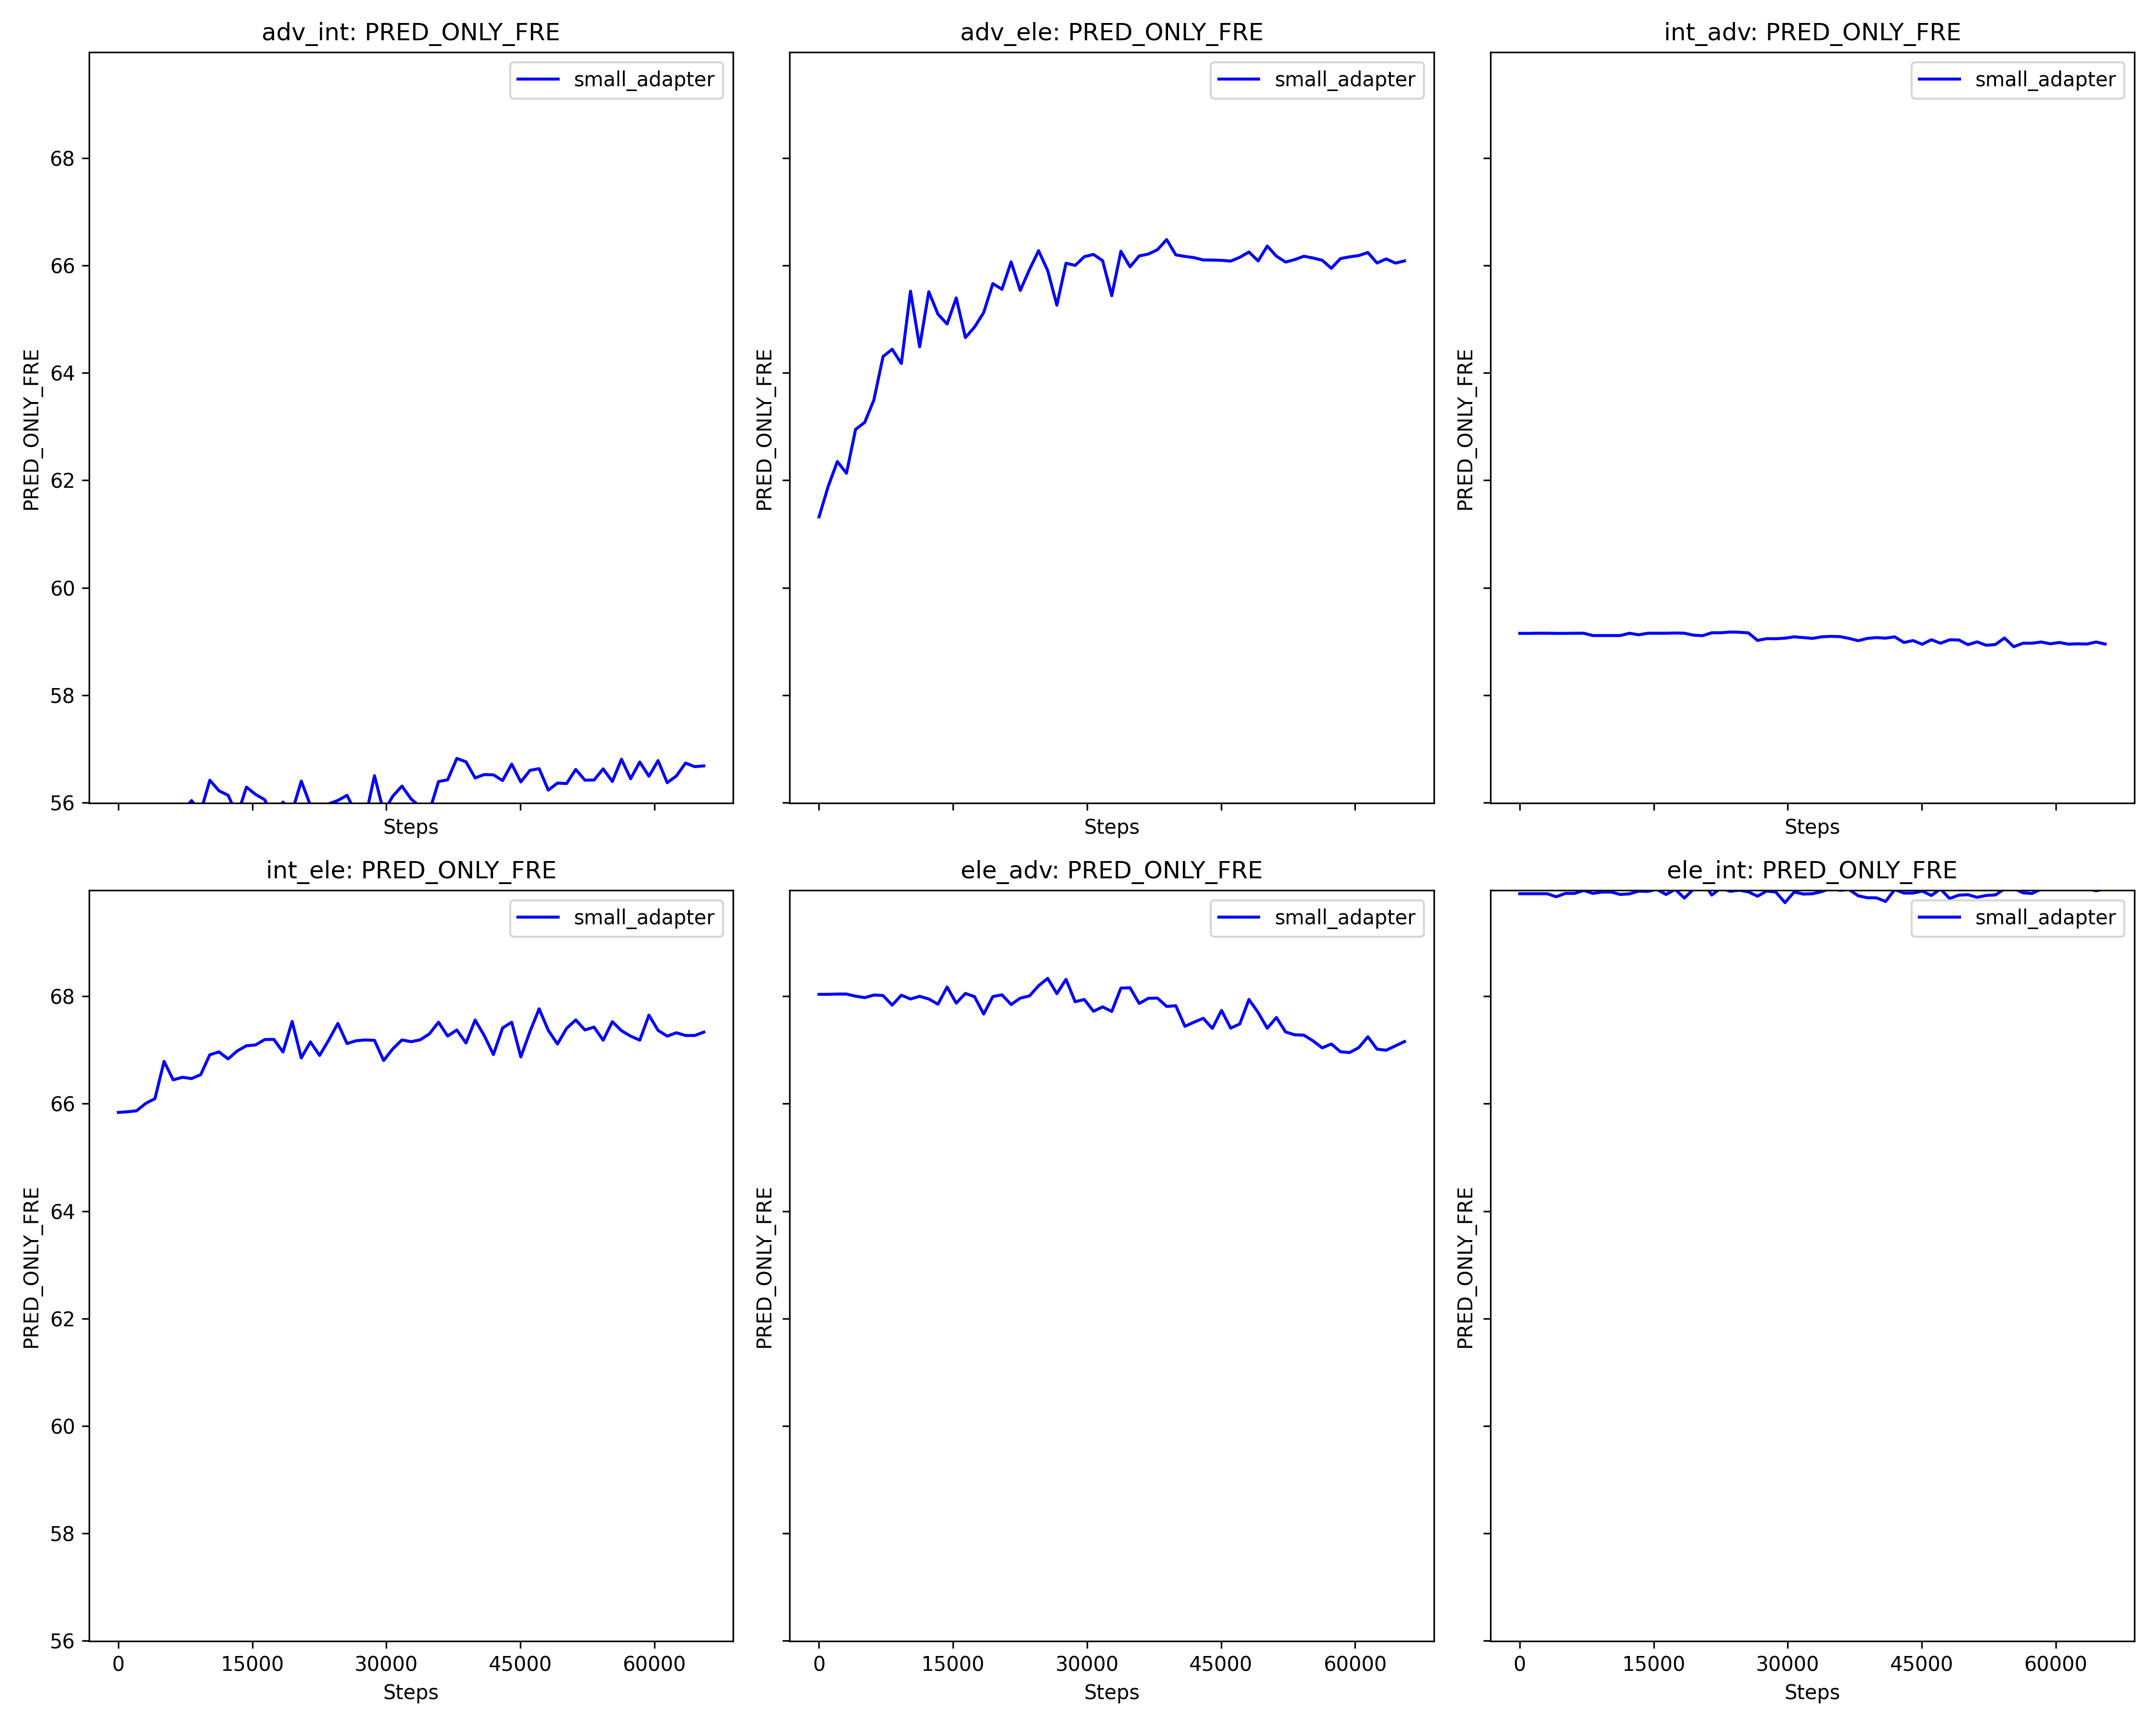 adv_int: PRED_ONLY_FRE
adv_ele: PRED_ONLY_FRE
int_adv: PRED_ONLY_FRE
small_adapter
small_adapter
small_adapter
PRED_ONLY_FRE
68
66
64
62
60
58
56
PRED_ONLY_FRE
PRED_ONLY_FRE
Steps
Steps
Steps
int_ele: PRED_ONLY_FRE
ele_adv: PRED_ONLY_FRE
ele_int: PRED_ONLY_FRE
small_adapter
small_adapter
small_adapter
PRED_ONLY_FRE
68
66
64
62
60
58
56
PRED_ONLY_FRE
PRED_ONLY_FRE
0 15000 30000 45000 60000
0 15000 30000 45000 60000
0 15000 30000 45000 60000
Steps
Steps
Steps